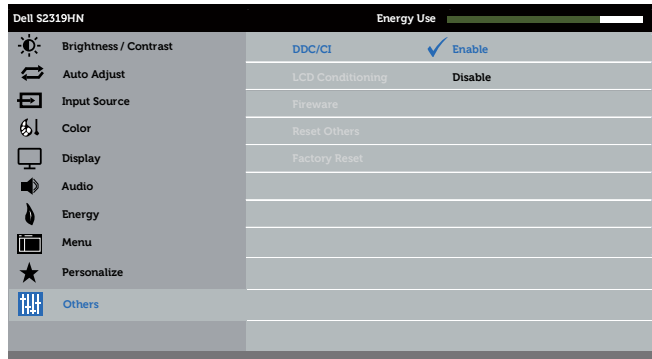 Dell S2319HN Energy Use
Brightness / Contrast DDC/CI Enable
Auto Adjust LCD Conditioning Disable
Input Source Fireware
Color Reset Others
Display Factory Reset
Audio
Energy
Menu
Personalize
Others